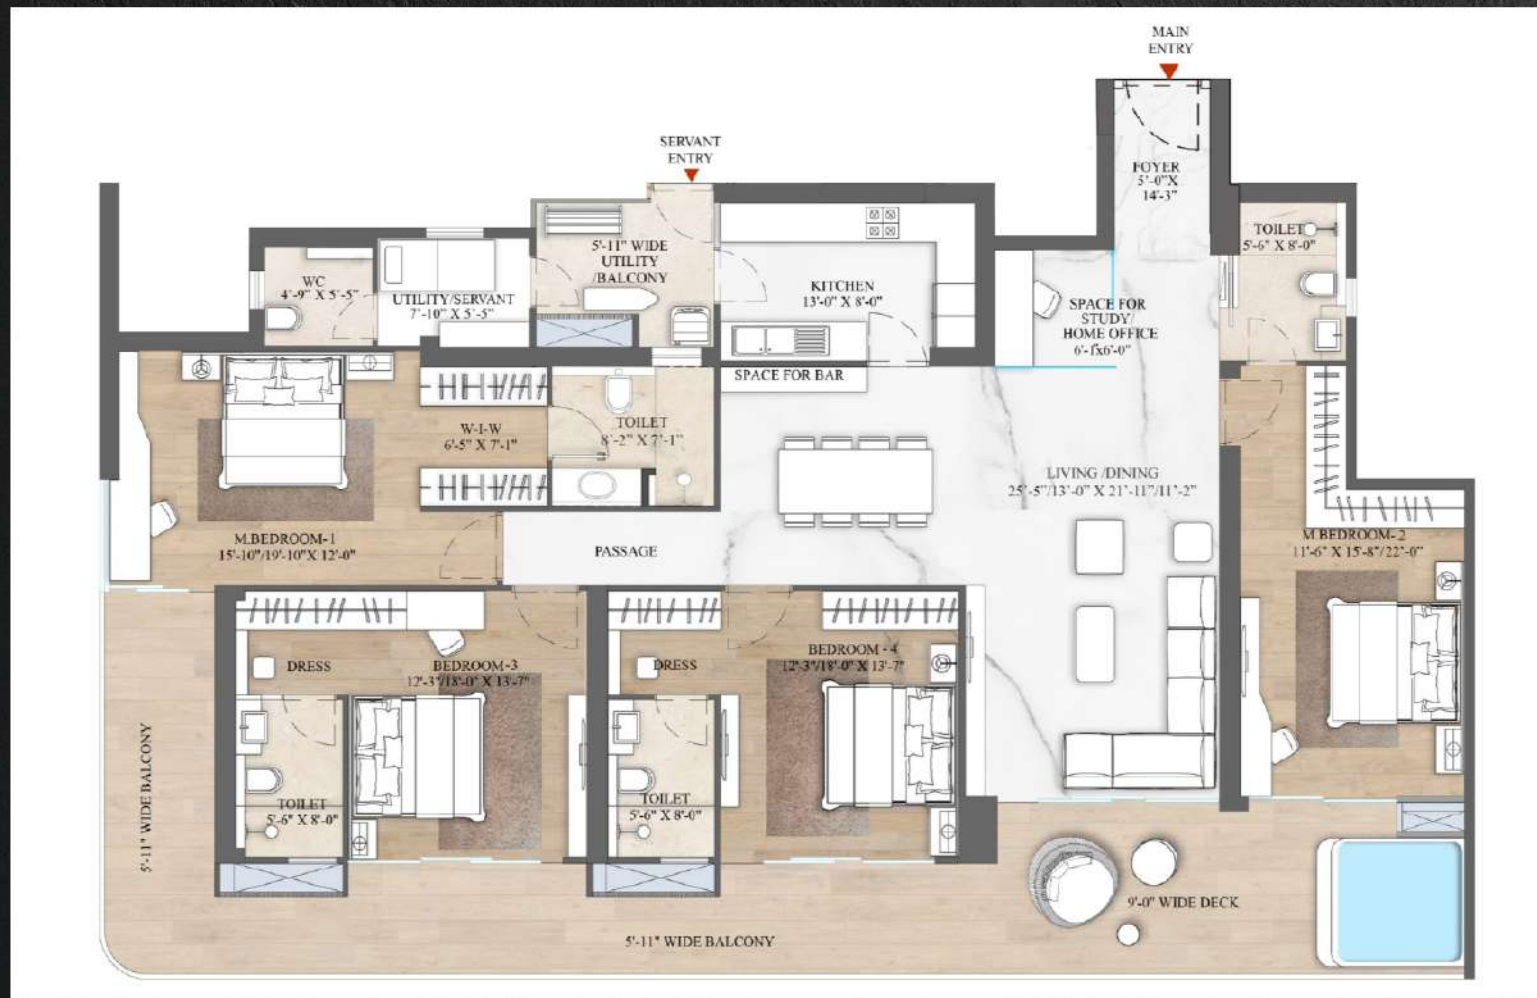 MAIN
ENTRY
SERVANT
ENTRY
FOYER
5'-0"X
14'-3"
TOILET
5'-6" X 8'-0"
5'-11" WIDE
UTILITY
/BALCONY
WC
4'-9" X 5'-5"
UTILITY/SERVANT
7'-10" X 5'-5"
KITCHEN
13'-0" X 8'-0"
SPACE FOR
STUDY/
HOME OFFICE
6'-1x6'-0"
SPACE FOR BAR
W-I-W
6'-5" X 7'-1"
TOILET
8'-2" X 7'-1"
LIVING /DINING
25'-5"/13'-0" X 21'-11"/11'-2"
M.BEDROOM-1
15'-10"/19'-10"X 12'-0"
PASSAGE
M.BEDROOM-2
11'-6" X 15'-8"/22'-0"
DRESS
BEDROOM-3
12'-3"/18'-0" X 13'-7"
DRESS
BEDROOM - 4
12'-3"/18'-0" X 13'-7"
5'-11" WIDE BALCONY
TOILET
5'-6" X 8'-0"
TOILET
5'-6" X 8'-0"
9'-0" WIDE DECK
5'-11" WIDE BALCONY